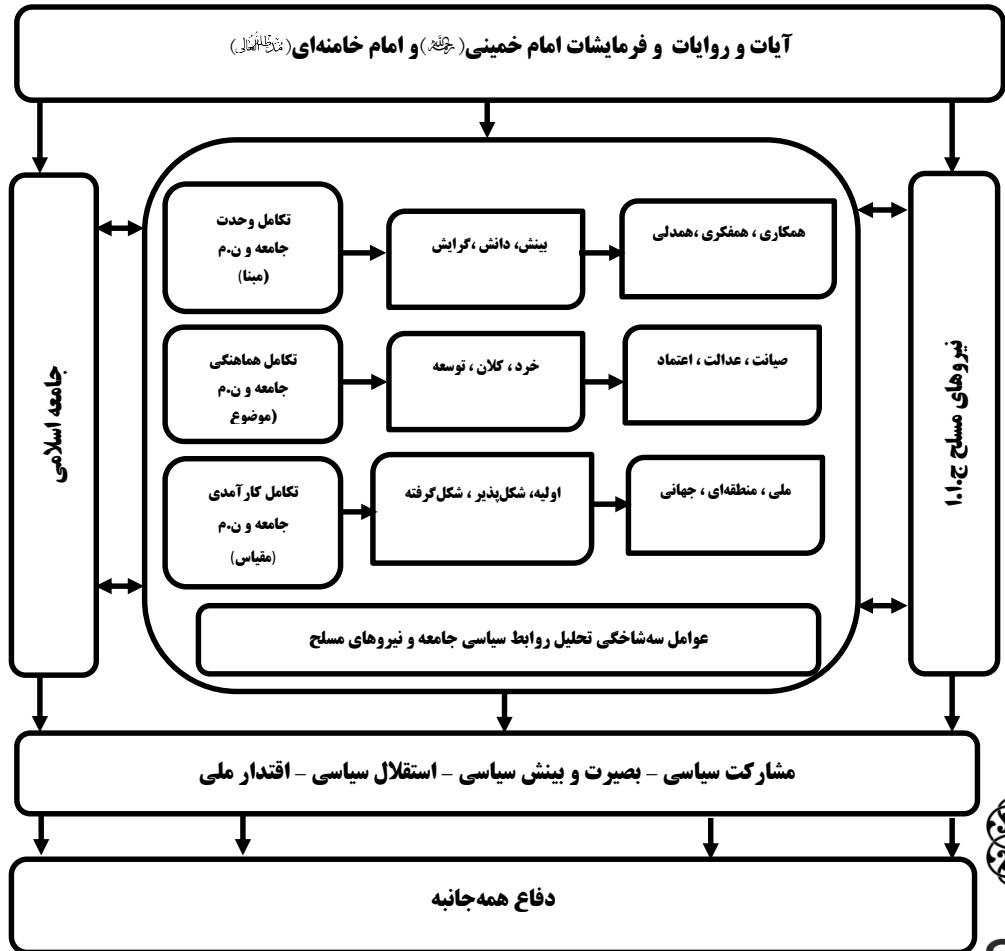 آیات و روایات و فرمایشات امام خمینی(ره)و امام خامنه‌ای(مدظله‌العالی)
نیروهای مسلح ج.ا.ا
جامعه اسلامی
تکامل وحدت
جامعه و ن.م
(مبنا)
بینش، دانش ،گرایش
همکاری ، همفکری ،همدلی
تکامل هماهنگی
جامعه و ن.م
(موضوع
خرد ، کلان ، توسعه
صیانت ، عدالت ، اعتماد
تکامل کارآمدی
جامعه و ن.م
(مقیاس)
اولیه، شکل‌پذیر ، شکل‌گرفته
ملی ، منطقه‌ای ، جهانی
عوامل سه‌شاخگی تحلیل روابط سیاسی جامعه و نیروهای مسلح
مشارکت سیاسی – بصیرت و بینش سیاسی – استقلال سیاسی – اقتدار ملی
دفاع همه‌جانبه